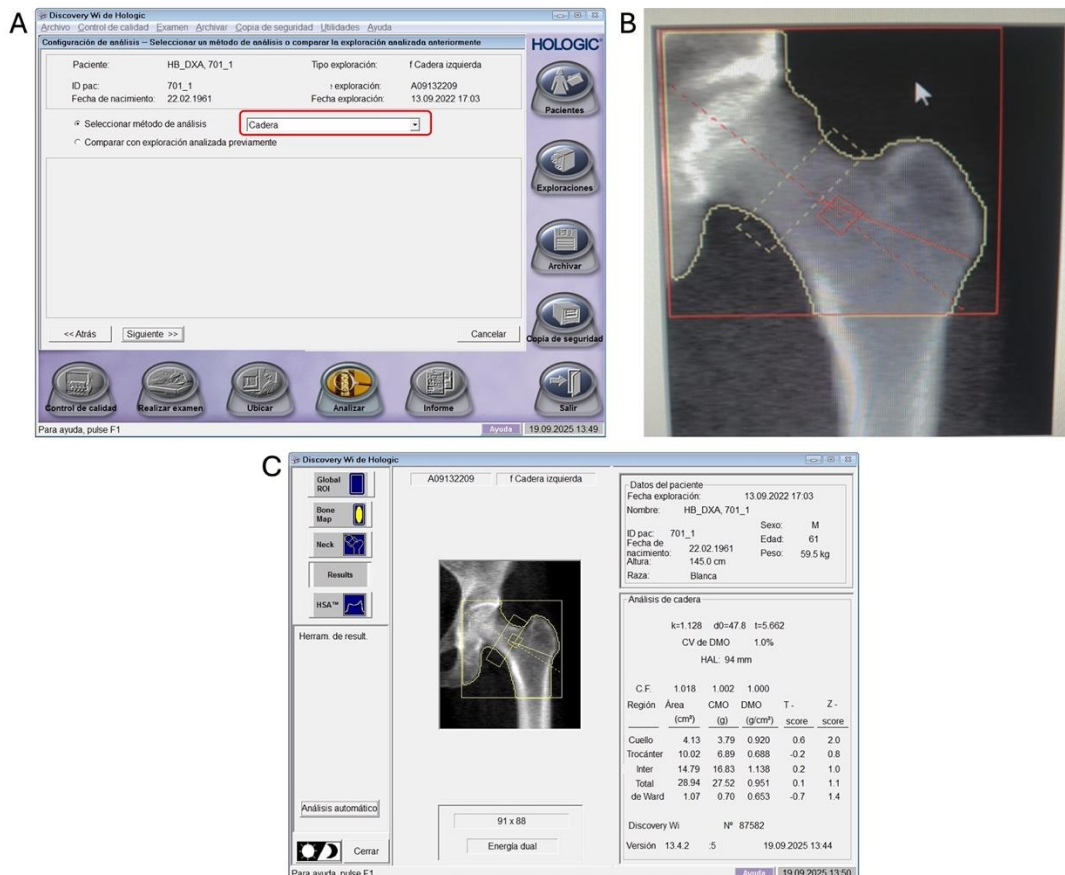 A
Discovery Wi de Hologic
Archivo Control de calidad Examen Archivar Copia de seguridad Utilidades Ayuda
Configuración de análisis – Seleccionar un método de análisis o comparar la exploración analizada anteriormente
HOLOGIC
Paciente: HB_DXA, 701_1 Tipo exploración: f Cadera izquierda
ID pac: 701_1 exploración: A09132209
Fecha de nacimiento: 22.02.1961 Fecha exploración: 13.09.2022 17:03
Seleccionar método de análisis Cadera
Comparar con exploración analizada previamente
Pacientes
Exploraciones
Archivar
Copia de seguridad
<< Atrás Siguiente >> Cancelar
Control de calidad Realizar examen Ubicar Analizar Informe Salir
Para ayuda, pulse F1 Ayuda 19.09.2025 13:49
B
C
Discovery Wi de Hologic
Global ROI
Bone Map
Neck
Results
HSA™
Herram. de result.
Análisis automático
Cerrar
A09132209 f Cadera izquierda
91 x 88
Energía dual
Datos del paciente
Fecha exploración: 13.09.2022 17:03
Nombre: HB_DXA, 701_1
Sexo: M
ID pac: 701_1
Edad: 61
Fecha de nacimiento: 22.02.1961
Peso: 59.5 kg
Altura: 145.0 cm
Raza: Blanca
Análisis de cadera
k=1.128 d0=47.8 t=5.662
CV de DMO 1.0%
HAL: 94 mm
C.F. 1.018 1.002 1.000
Región Área CMO DMO T - Z -
(cm²) (g) (g/cm²) score score
Cuello 4.13 3.79 0.920 0.6 2.0
Trocánter 10.02 6.89 0.688 -0.2 0.8
Inter 14.79 16.83 1.138 0.2 1.0
Total 28.94 27.52 0.951 0.1 1.1
de Ward 1.07 0.70 0.653 -0.7 1.4
Discovery Wi Nº 87582
Versión 13.4.2 :5 19.09.2025 13:44
Para ayuda, pulse F1 Ayuda 19.09.2025 13:50